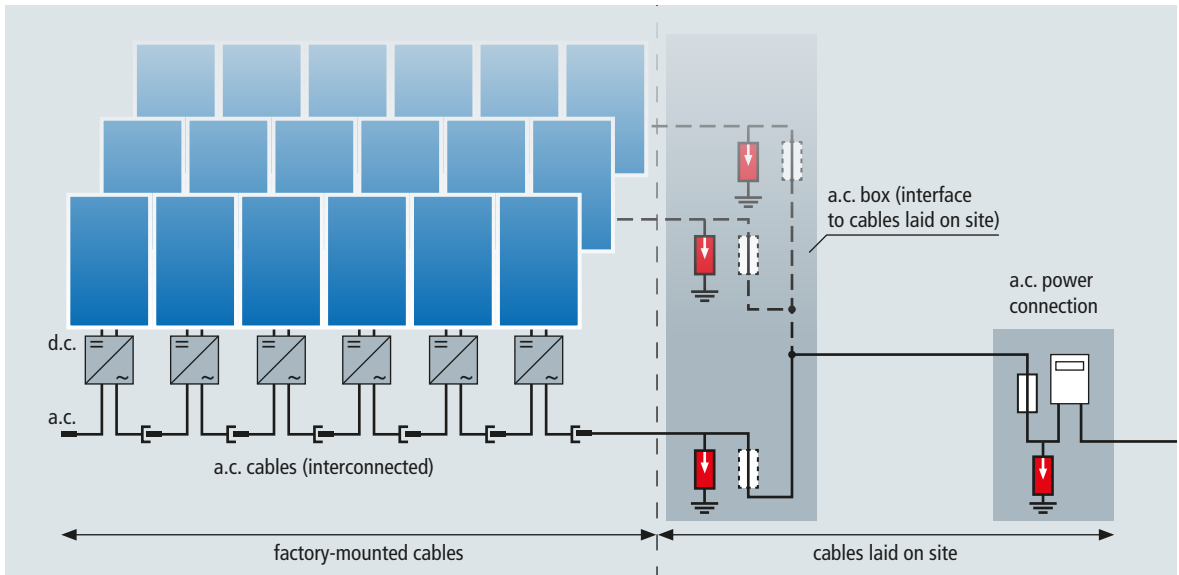 a.c. box (interface
to cables laid on site)
a.c. power
connection
d.c.
a.c.
a.c. cables (interconnected)
factory-mounted cables
cables laid on site